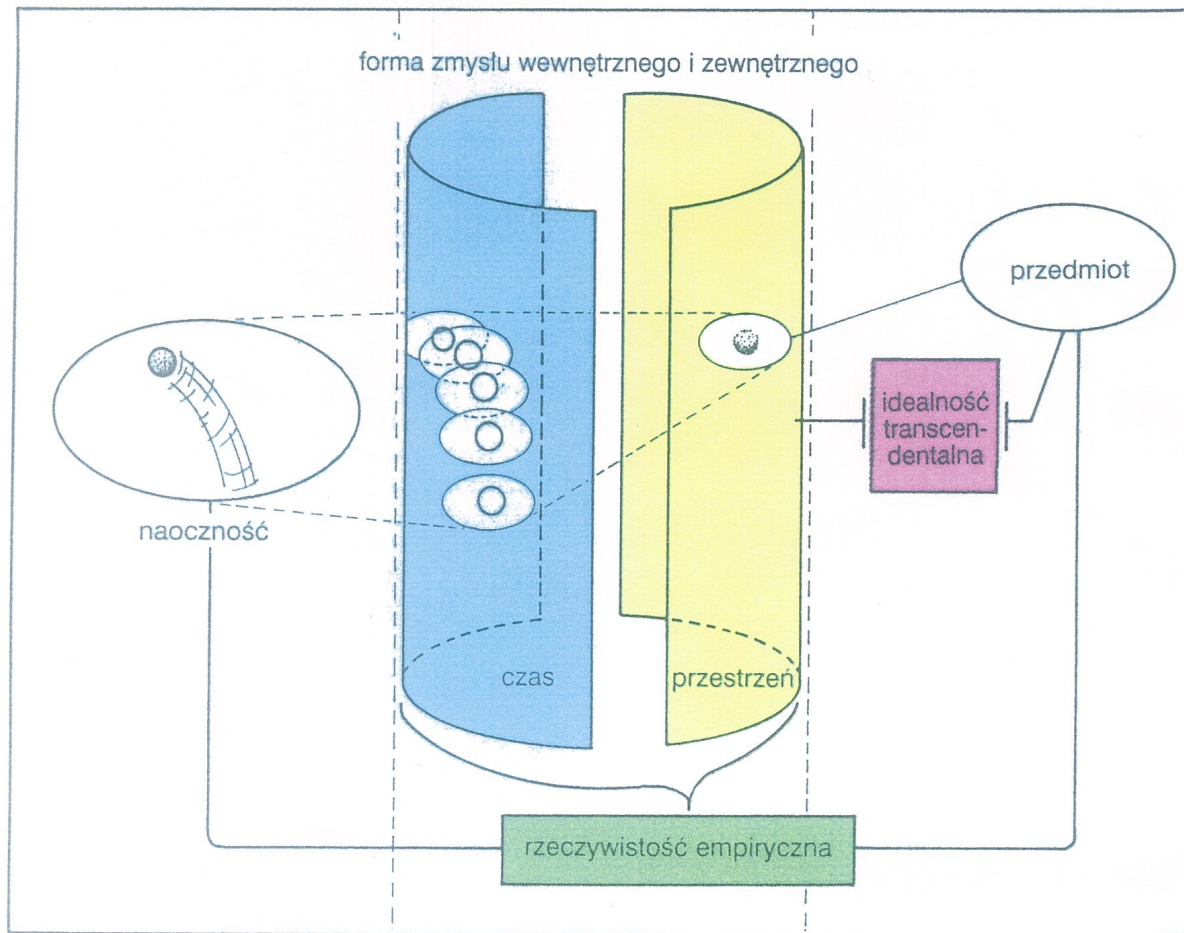 forma zmysłu wewnętrznego i zewnętrznego
przedmiot
idealność
transcen-
dentalna
naoczność
czas
przestrzeń
rzeczywistość empiryczna